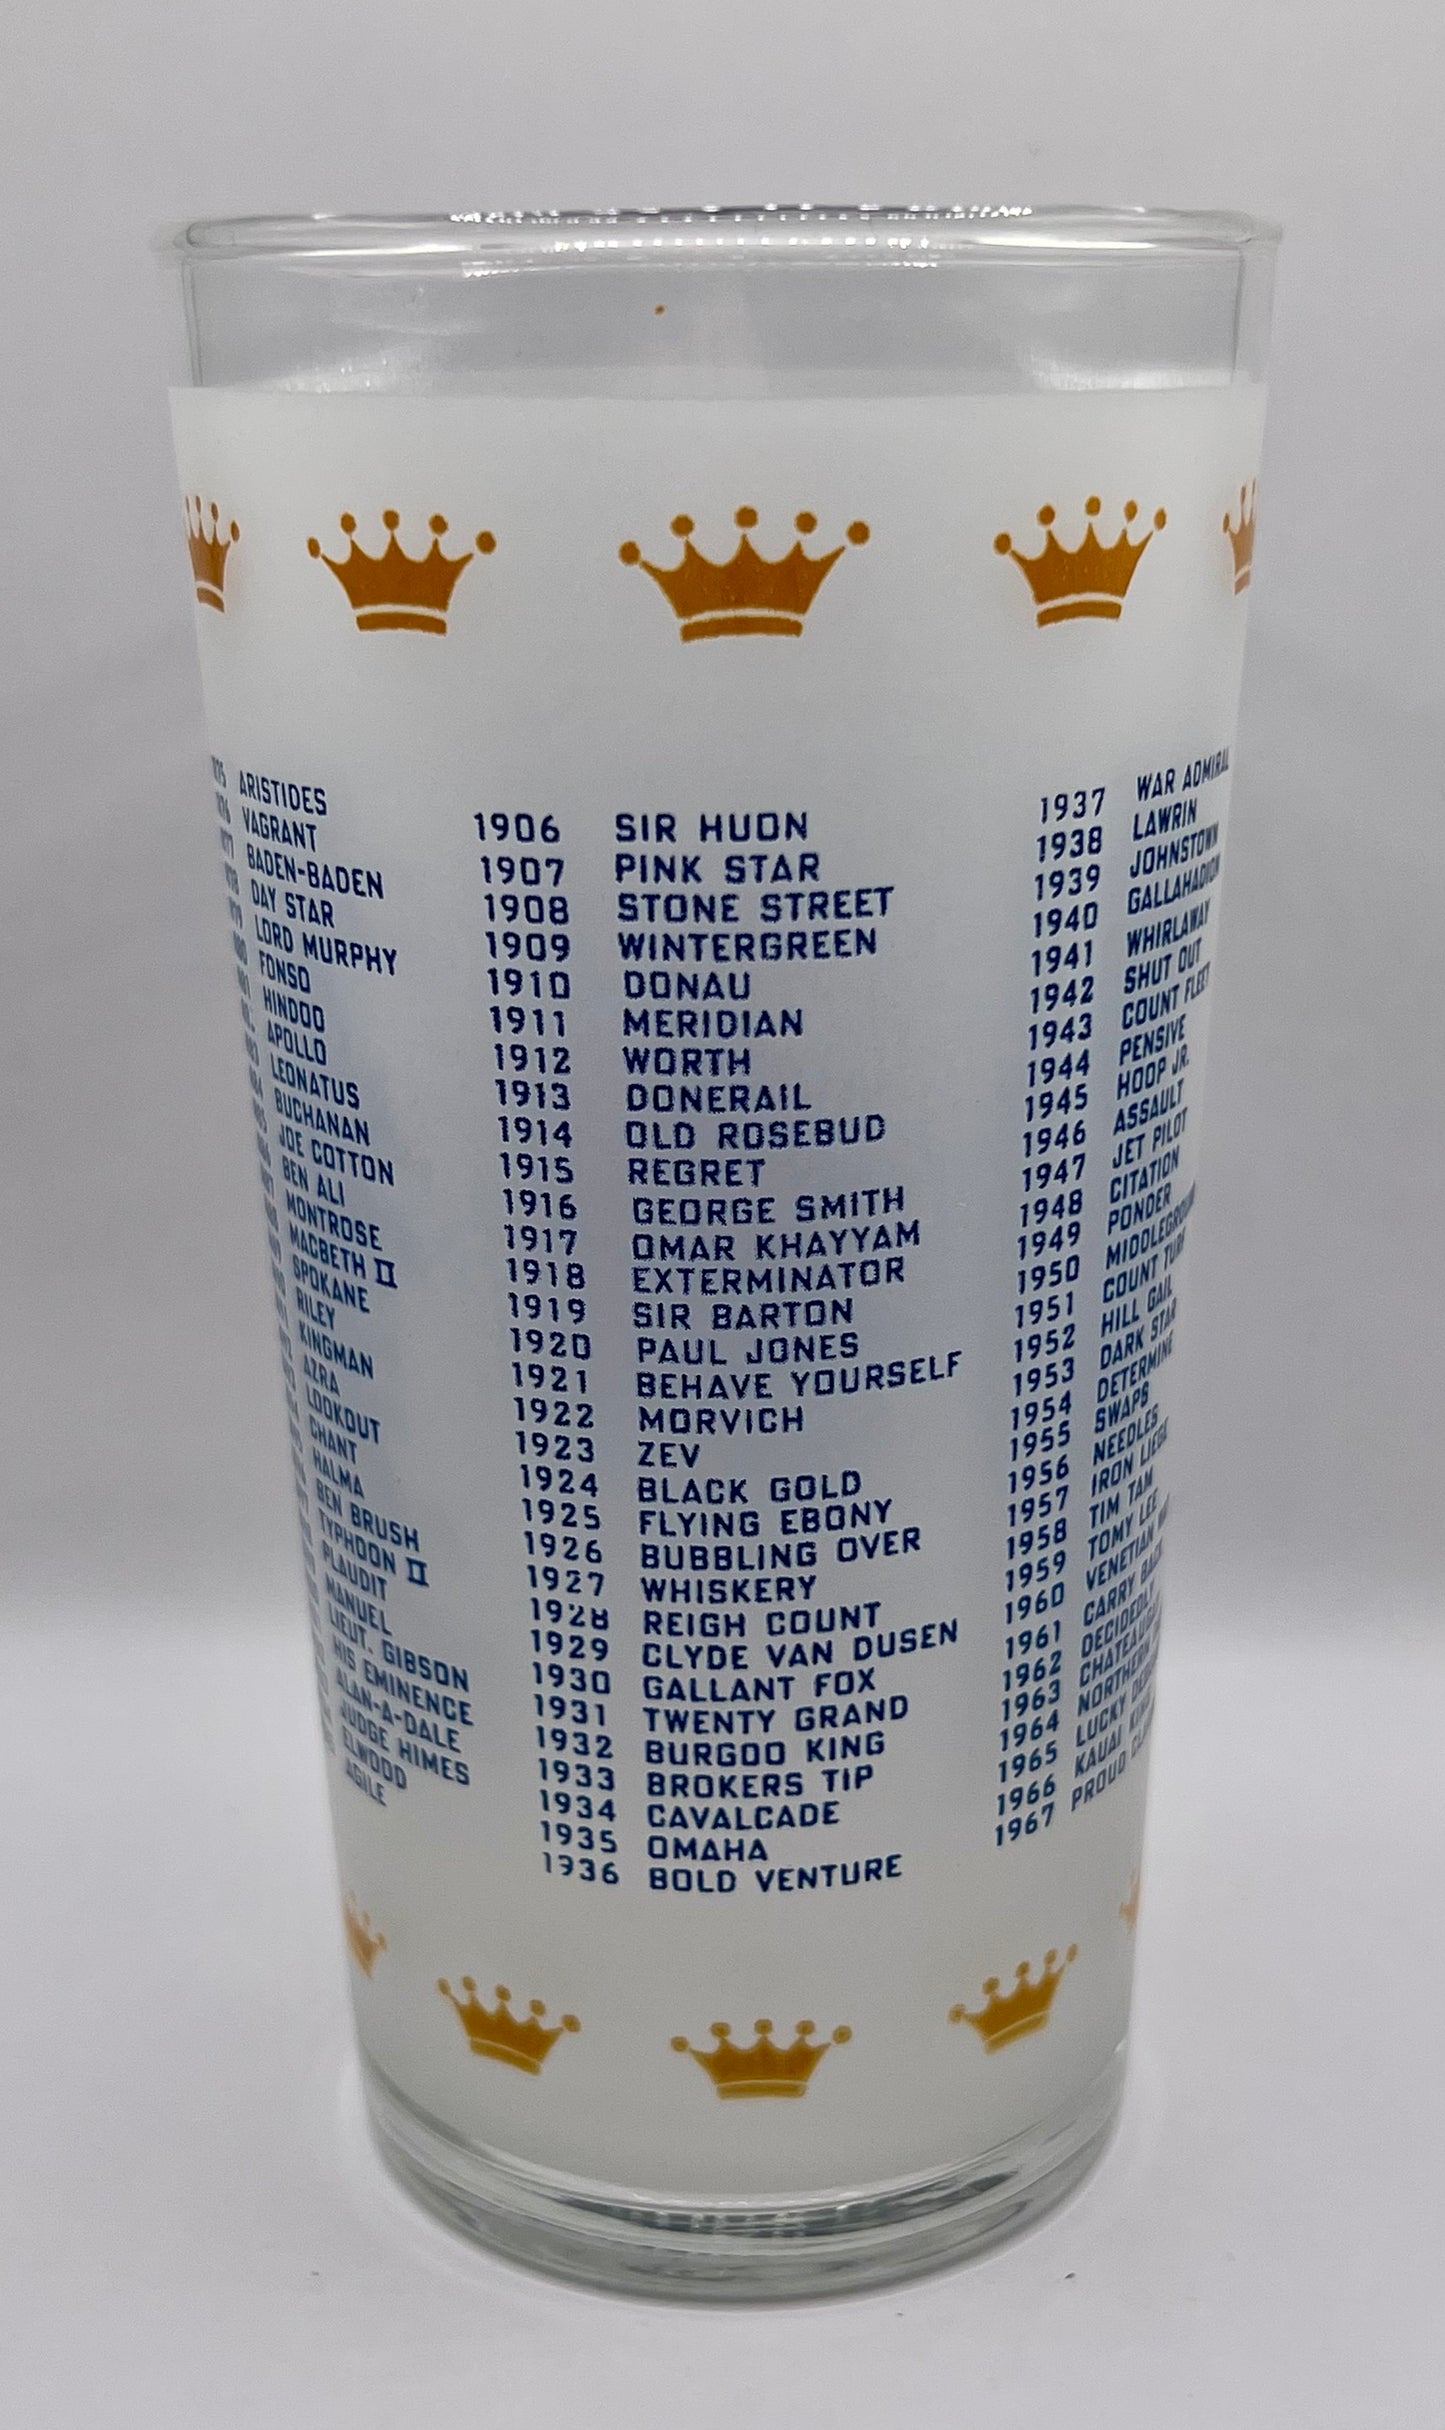 ARISTIDES
VAGRANT
BADEN-BADEN
DAY STAR
LORD MURPHY
FONSO
HINDOO
APOLLO
LEONATUS
BUCHANAN
JOE COTTON
BEN ALI
MONTROSE
MACBETH II
SPOKANE
RILEY
KINGMAN
AZRA
LOOKOUT
CHANT
HALMA
BEN BRUSH
TYPHOON II
PLAUDIT
MANUEL
LIEUT. GIBSON
HIS EMINENCE
ALAN-A-DALE
JUDGE HIMES
ELWOOD
AGILE
1906 SIR HUON
1907 PINK STAR
1908 STONE STREET
1909 WINTERGREEN
1910 DONAU
1911 MERIDIAN
1912 WORTH
1913 DONERAIL
1914 OLD ROSEBUD
1915 REGRET
1916 GEORGE SMITH
1917 OMAR KHAYYAM
1918 EXTERMINATOR
1919 SIR BARTON
1920 PAUL JONES
1921 BEHAVE YOURSELF
1922 MORVICH
1923 ZEV
1924 BLACK GOLD
1925 FLYING EBONY
1926 BUBBLING OVER
1927 WHISKERY
1928 REIGH COUNT
1929 CLYDE VAN DUSEN
1930 GALLANT FOX
1931 TWENTY GRAND
1932 BURGOO KING
1933 BROKERS TIP
1934 CAVALCADE
1935 OMAHA
1936 BOLD VENTURE
1937 WAR ADMIRAL
1938 LAWRIN
1939 JOHNSTOWN
1940 GALLAHADION
1941 WHIRLAWAY
1942 SHUT OUT
1943 COUNT FLEET
1944 PENSIVE
1945 HOOP JR.
1946 ASSAULT
1947 JET PILOT
1948 CITATION
1949 PONDER
1950
1951 COUNT
1952 HILL GAIL
1953 DARK STAR
1954 DETERMINE
1955 SWAPS
1956 NEEDLES
1957 IRON LIEGE
1958 TIM TAM
1959 TOMY LEE
1960 VENETIAN
1961 CARRY BACK
1962 DECIDEDLY
1963
1964 NORTHERN
1965 LUCKY
1966 KAUAI
1967 PROUD